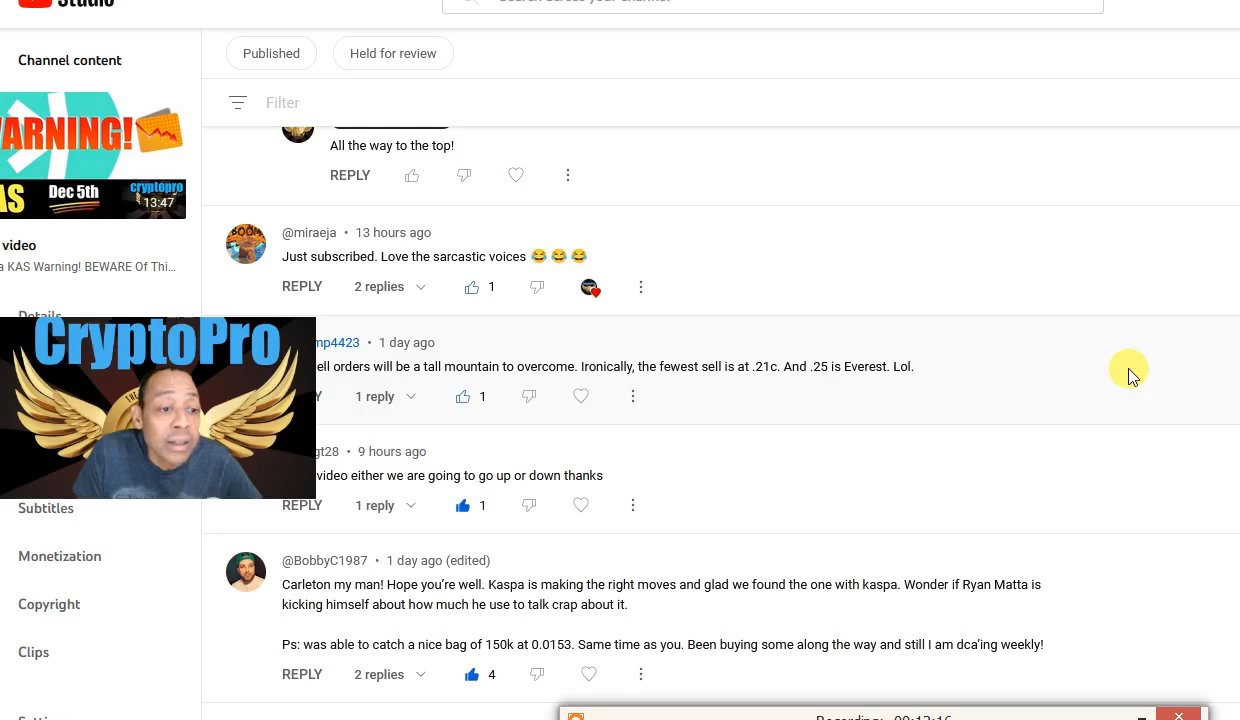 Studio
Search across your channel
Channel content
Published
Held for review
Filter
WARNING!
KAS
Dec 5th
cryptopro
13:47
video
KAS Warning! BEWARE Of Thi...
Details
All the way to the top!
REPLY
@miraeja • 13 hours ago
Just subscribed. Love the sarcastic voices 😂 😂 😂
REPLY 2 replies 1
CryptoPro
mp4423 • 1 day ago
ell orders will be a tall mountain to overcome. Ironically, the fewest sell is at .21c. And .25 is Everest. Lol.
1 reply 1
gt28 • 9 hours ago
video either we are going to go up or down thanks
REPLY 1 reply 1
Subtitles
Monetization
Copyright
Clips
@BobbyC1987 • 1 day ago (edited)
Carleton my man! Hope you’re well. Kaspa is making the right moves and glad we found the one with kaspa. Wonder if Ryan Matta is
kicking himself about how much he use to talk crap about it.
Ps: was able to catch a nice bag of 150k at 0.0153. Same time as you. Been buying some along the way and still I am dca’ing weekly!
REPLY 2 replies 4